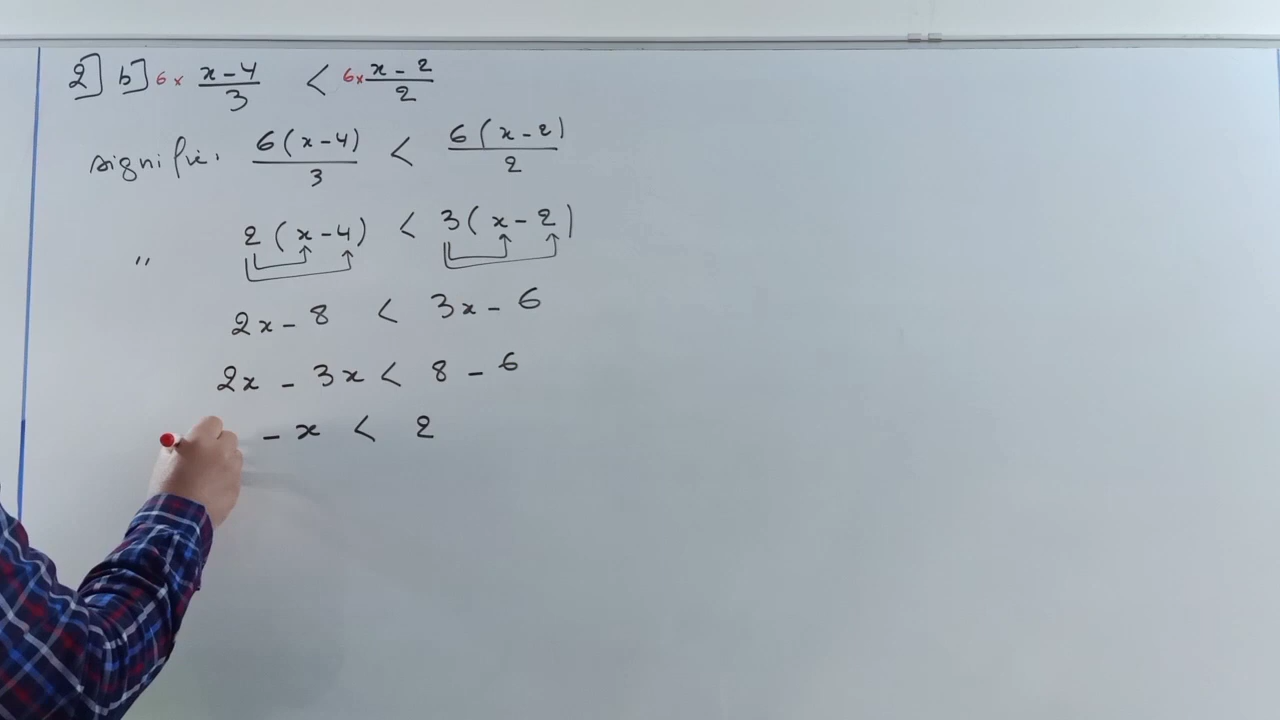 2] b] 6 × x-4/3 < 6× x-2/2
signifie. 6(x-4)/3 < 6(x-2)/2
" 2(x-4) < 3(x-2)
2x - 8 < 3x - 6
2x - 3x < 8 - 6
- x < 2